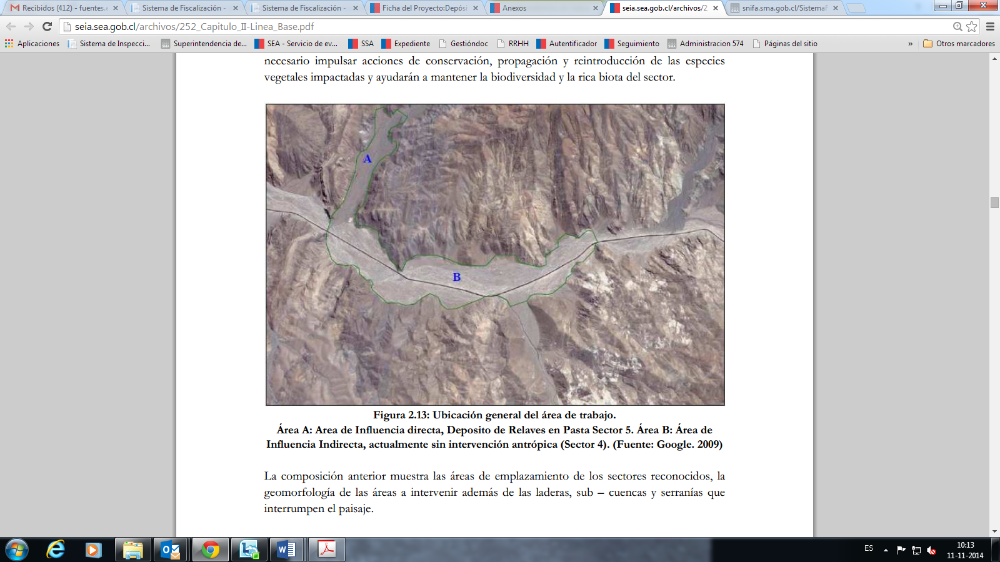 Recibidos (412) - fuentes.e
Sistema de Fiscalización -
Sistema de Fiscalización -
Ficha del Proyecto:Depós
Anexos
seia.sea.gob.cl/archivos/2
snifa.sma.gob.cl/SistemaF
seia.sea.gob.cl/archivos/252_Capitulo_II-Linea_Base.pdf
Aplicaciones
Sistema de Inspecci...
Superintendencia de...
SEA - Servicio de ev...
SSA
Expediente
Gestióndoc
RRHH
Autentificador
Seguimiento
Administracion 574
Páginas del sitio
»
Otros marcadores
necesario impulsar acciones de conservación, propagación y reintroducción de las especies
vegetales impactadas y ayudarán a mantener la biodiversidad y la rica biota del sector.
A
B
Figura 2.13: Ubicación general del área de trabajo.
Área A: Area de Influencia directa, Deposito de Relaves en Pasta Sector 5. Área B: Área de
Influencia Indirecta, actualmente sin intervención antrópica (Sector 4). (Fuente: Google. 2009)
La composición anterior muestra las áreas de emplazamiento de los sectores reconocidos, la
geomorfología de las áreas a intervenir además de las laderas, sub – cuencas y serranías que
interrumpen el paisaje.
ES
10:13
11-11-2014